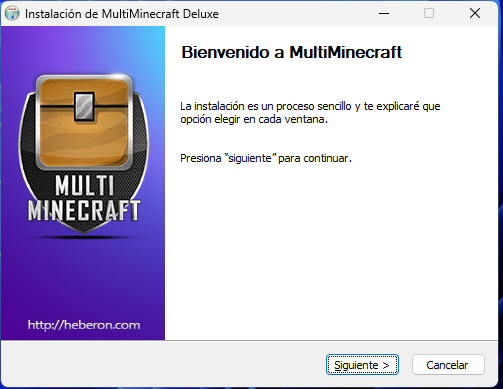 Instalación de MultiMinecraft Deluxe
Bienvenido a MultiMinecraft
La instalación es un proceso sencillo y te explicaré que
opción elegir en cada ventana.
Presiona “siguiente” para continuar.
MULTI
MINECRAFT
http://heberon.com
Siguiente >
Cancelar